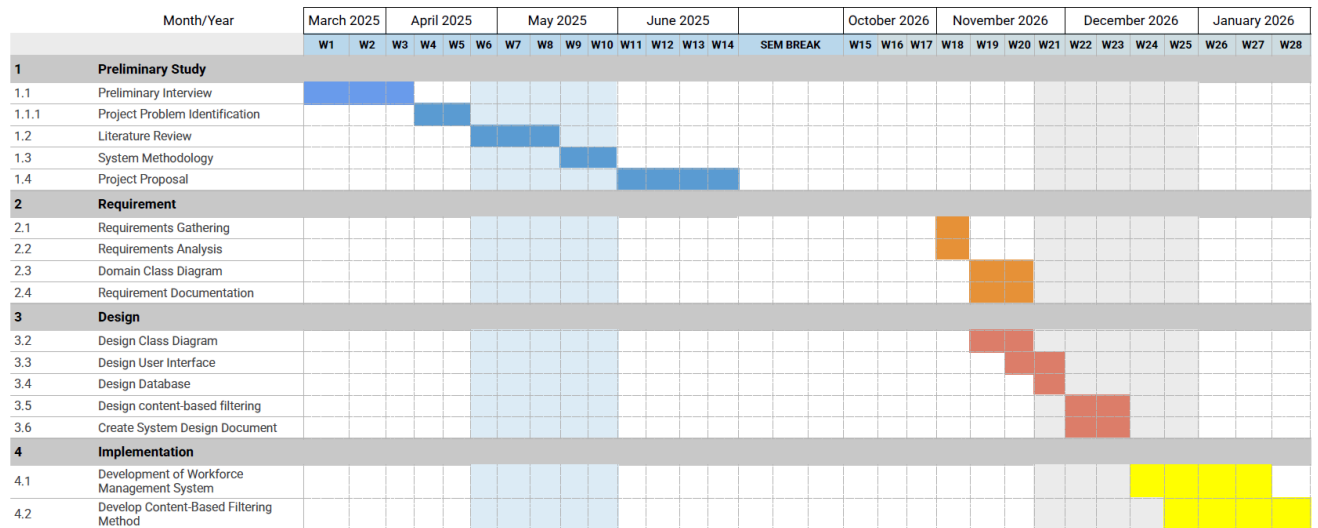 Month/Year March 2025 April 2025 May 2025 June 2025 October 2026 November 2026 December 2026 January 2026
W1 W2 W3 W4 W5 W6 W7 W8 W9 W10 W11 W12 W13 W14 SEM BREAK W15 W16 W17 W18 W19 W20 W21 W22 W23 W24 W25 W26 W27 W28
1 Preliminary Study
1.1 Preliminary Interview
1.1.1 Project Problem Identification
1.2 Literature Review
1.3 System Methodology
1.4 Project Proposal
2 Requirement
2.1 Requirements Gathering
2.2 Requirements Analysis
2.3 Domain Class Diagram
2.4 Requirement Documentation
3 Design
3.2 Design Class Diagram
3.3 Design User Interface
3.4 Design Database
3.5 Design content-based filtering
3.6 Create System Design Document
4 Implementation
4.1 Development of Workforce
Management System
4.2 Develop Content-Based Filtering
Method